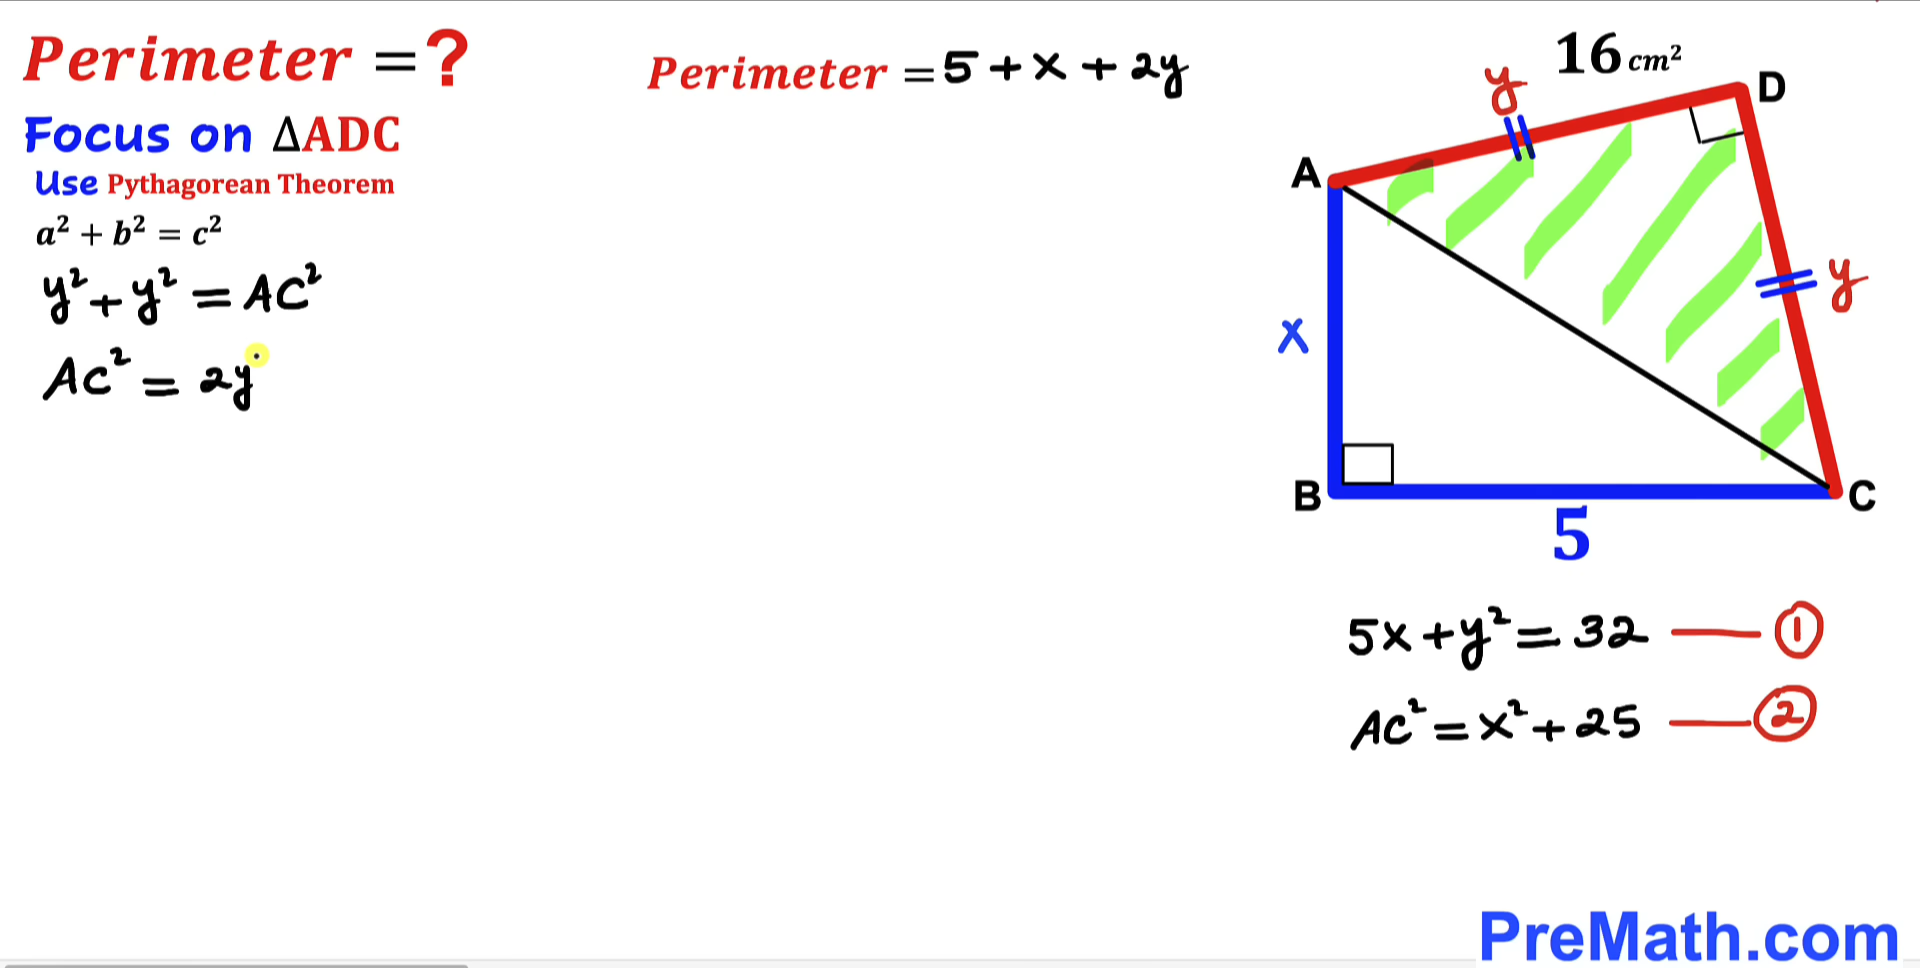 Perimeter = ?
Focus on ΔADC
Use Pythagorean Theorem
a² + b² = c²
y² + y² = AC²
AC² = 2y
Perimeter = 5 + x + 2y
16 cm²
y
D
A
y
x
B
C
5
5x + y² = 32 — ①
AC² = x² + 25 — ②
PreMath.com